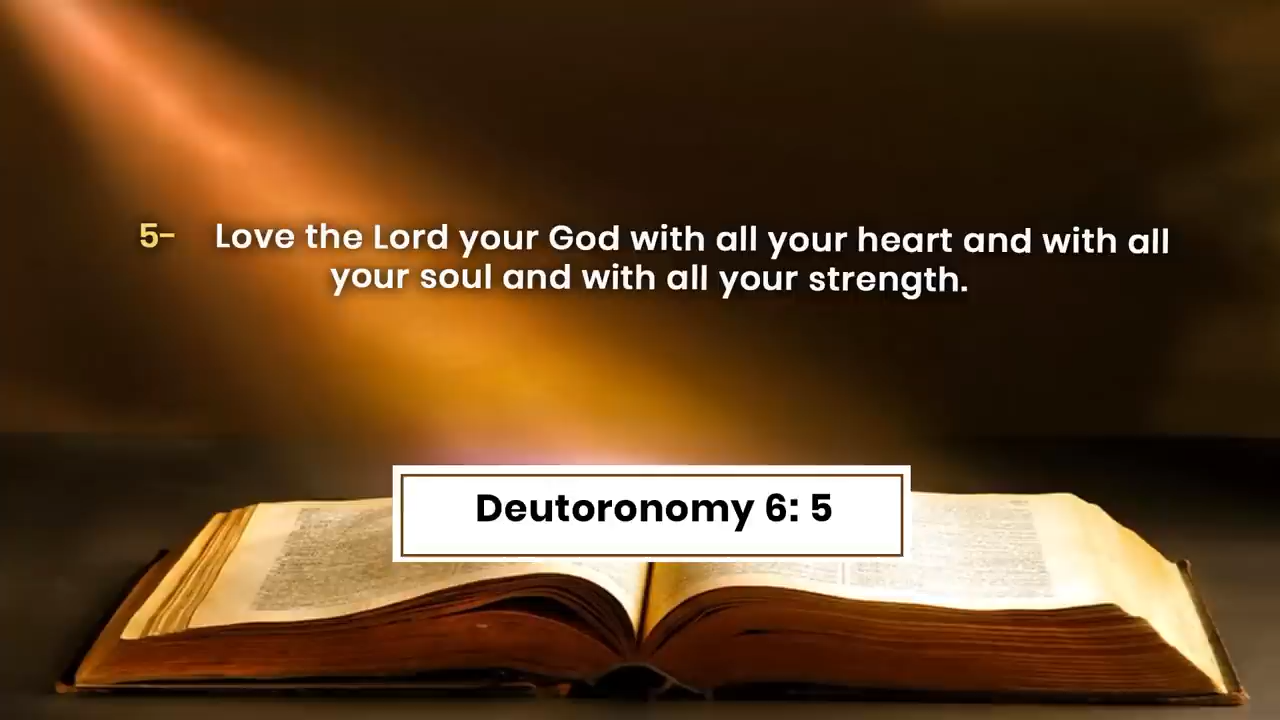 5- Love the Lord your God with all your heart and with all
your soul and with all your strength.
Deutoronomy 6: 5